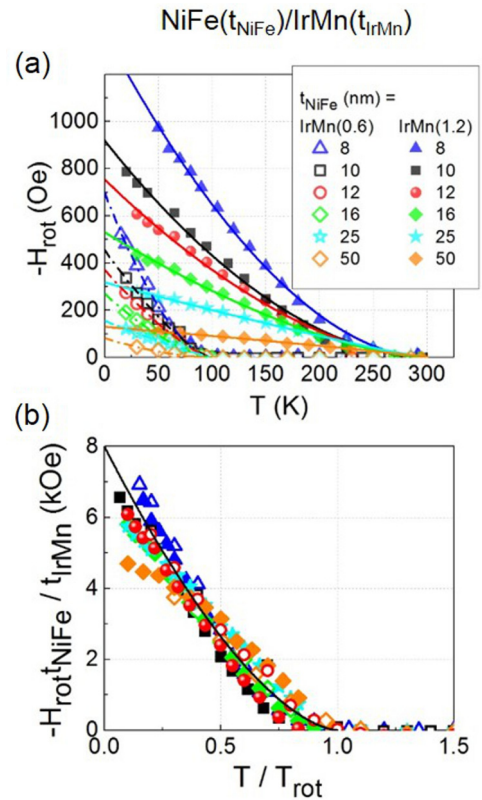 NiFe(tNiFe)/IrMn(tIrMn)
(a)
tNiFe (nm) =
IrMn(0.6) IrMn(1.2)
8 8
10 10
12 12
16 16
25 25
50 50
1000
800
600
400
200
0
-Hrot (Oe)
0 50 100 150 200 250 300
T (K)
(b)
8
6
4
2
0
-HrottNiFe / tIrMn (kOe)
0.0 0.5 1.0 1.5
T / Trot